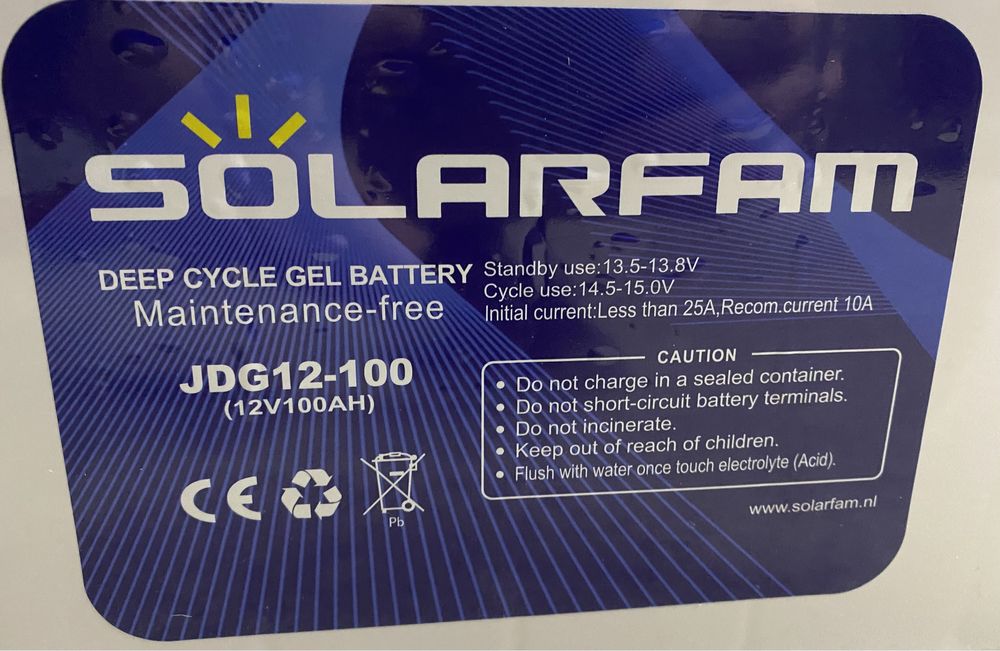 SOLARFAM
DEEP CYCLE GEL BATTERY
Maintenance-free
JDG12-100
(12V100AH)
CE
Pb
Standby use:13.5-13.8V
Cycle use:14.5-15.0V
Initial current:Less than 25A,Recom.current 10A
CAUTION
• Do not charge in a sealed container.
• Do not short-circuit battery terminals.
• Do not incinerate.
• Keep out of reach of children.
• Flush with water once touch electrolyte (Acid).
www.solarfam.nl